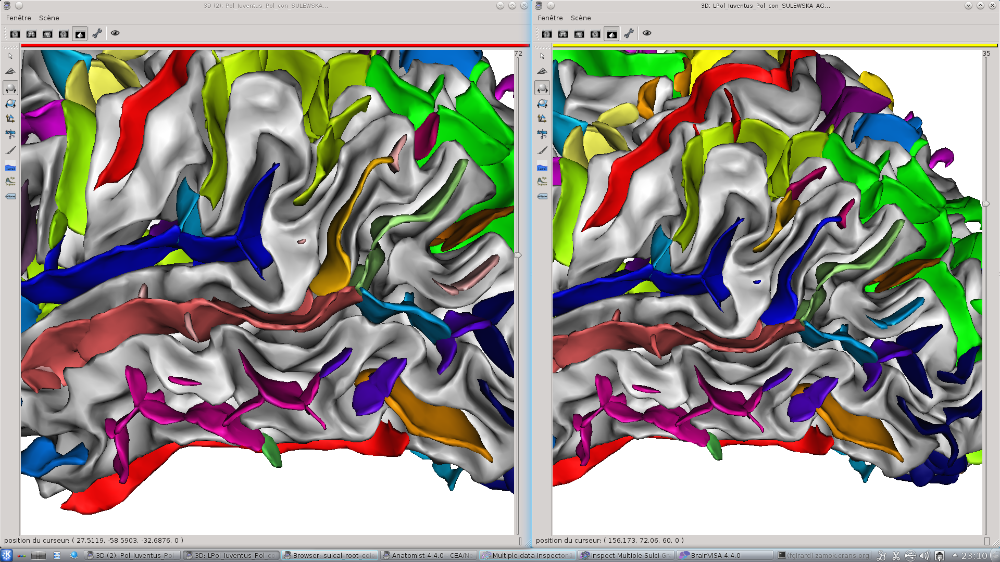 3D (2): Pol_Iuventus_Pol_con_SULEWSKA...
3D: LPol_Iuventus_Pol_con_SULEWSKA_AG...
Fenêtre Scène
Fenêtre Scène
72
35
position du curseur: ( 27.5119, -58.5903, -32.6876, 0 )
position du curseur: ( 156.173, 72.06, 60, 0 )
3D (2): Pol_Iuventus_Pol
3D: LPol_Iuventus_Pol_co
Browser: sulcal_root_col
Anatomist 4.4.0 - CEA/Ne
Multiple data inspector
Inspect Multiple Sulci Gr
BrainVISA 4.4.0
(fgirard) zamok.crans.org
23:10